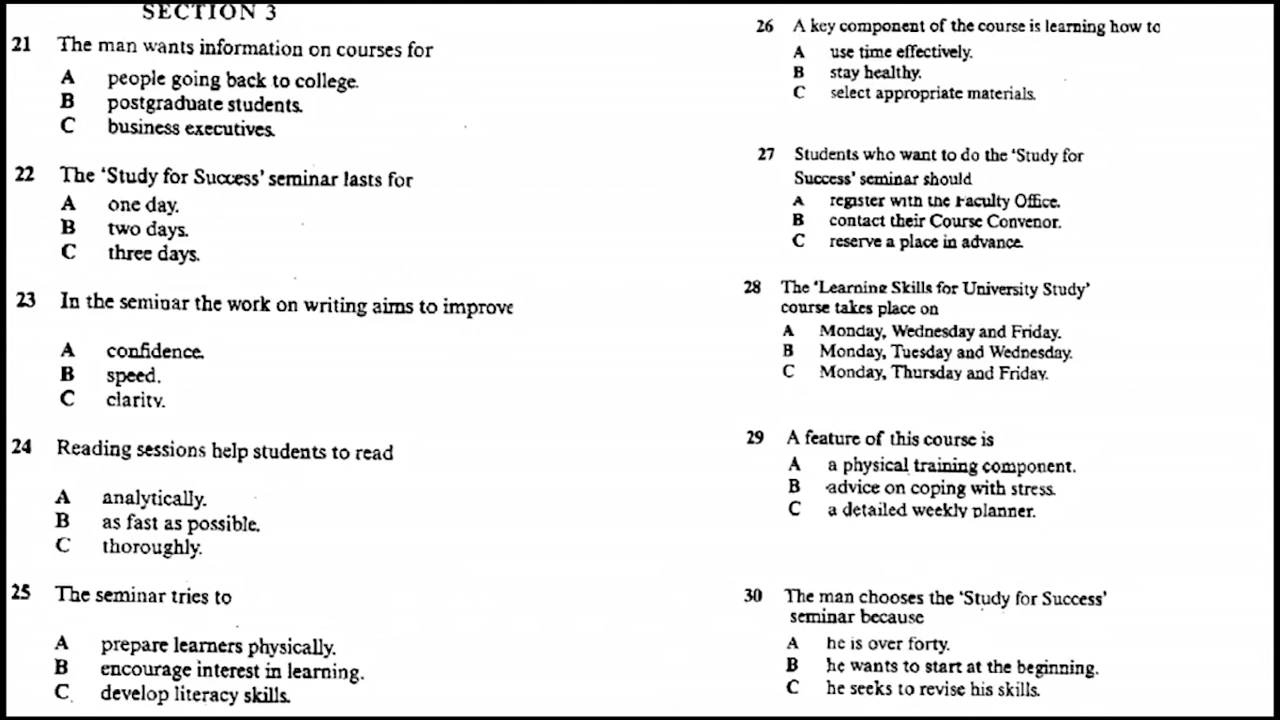 SECTION 3
21 The man wants information on courses for
A people going back to college.
B postgraduate students.
C business executives.
22 The ‘Study for Success’ seminar lasts for
A one day.
B two days.
C three days.
23 In the seminar the work on writing aims to improve
A confidence.
B speed.
C clarity.
24 Reading sessions help students to read
A analytically.
B as fast as possible.
C thoroughly.
25 The seminar tries to
A prepare learners physically.
B encourage interest in learning.
C develop literacy skills.
26 A key component of the course is learning how to
A use time effectively.
B stay healthy.
C select appropriate materials.
27 Students who want to do the ‘Study for
Success’ seminar should
A register with the Faculty Office.
B contact their Course Convenor.
C reserve a place in advance.
28 The ‘Learning Skills for University Study’
course takes place on
A Monday, Wednesday and Friday.
B Monday, Tuesday and Wednesday.
C Monday, Thursday and Friday.
29 A feature of this course is
A a physical training component.
B advice on coping with stress.
C a detailed weekly planner.
30 The man chooses the ‘Study for Success’
seminar because
A he is over forty.
B he wants to start at the beginning.
C he seeks to revise his skills.